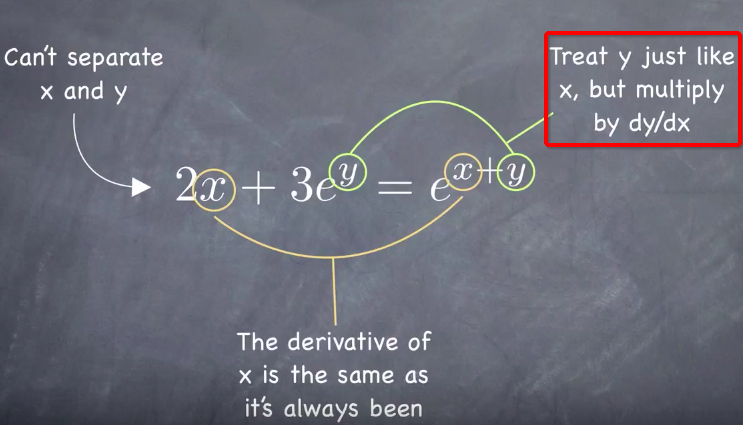 Can't separate
x and y
Treat y just like
x, but multiply
by dy/dx
2x + 3e^y = e^{x+y}
The derivative of
x is the same as
it's always been